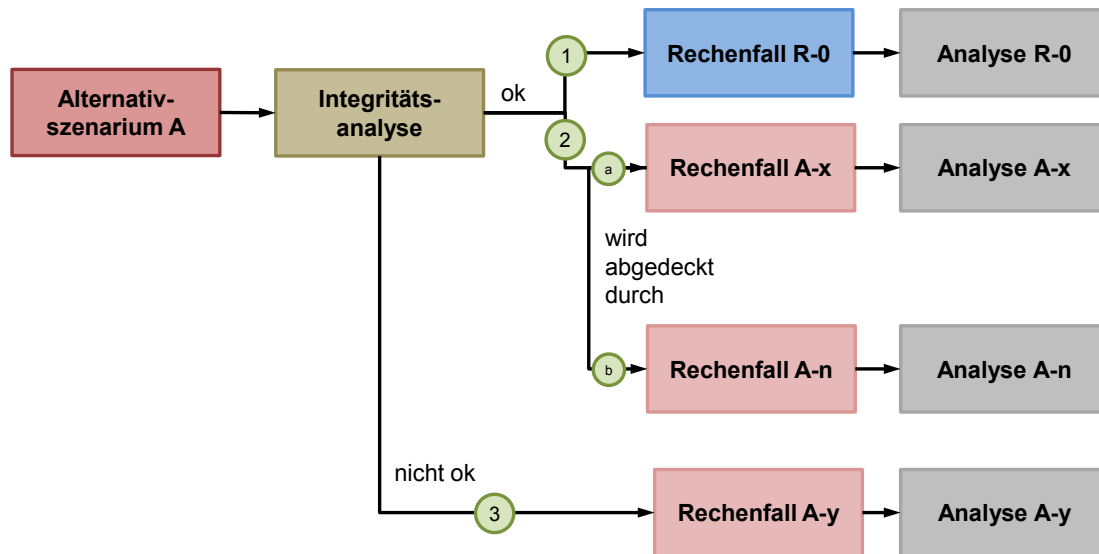 Alternativ-
szenarium A
Integritäts-
analyse
ok
1
Rechenfall R-0
Analyse R-0
2
a
Rechenfall A-x
Analyse A-x
wird
abgedeckt
durch
b
Rechenfall A-n
Analyse A-n
nicht ok
3
Rechenfall A-y
Analyse A-y